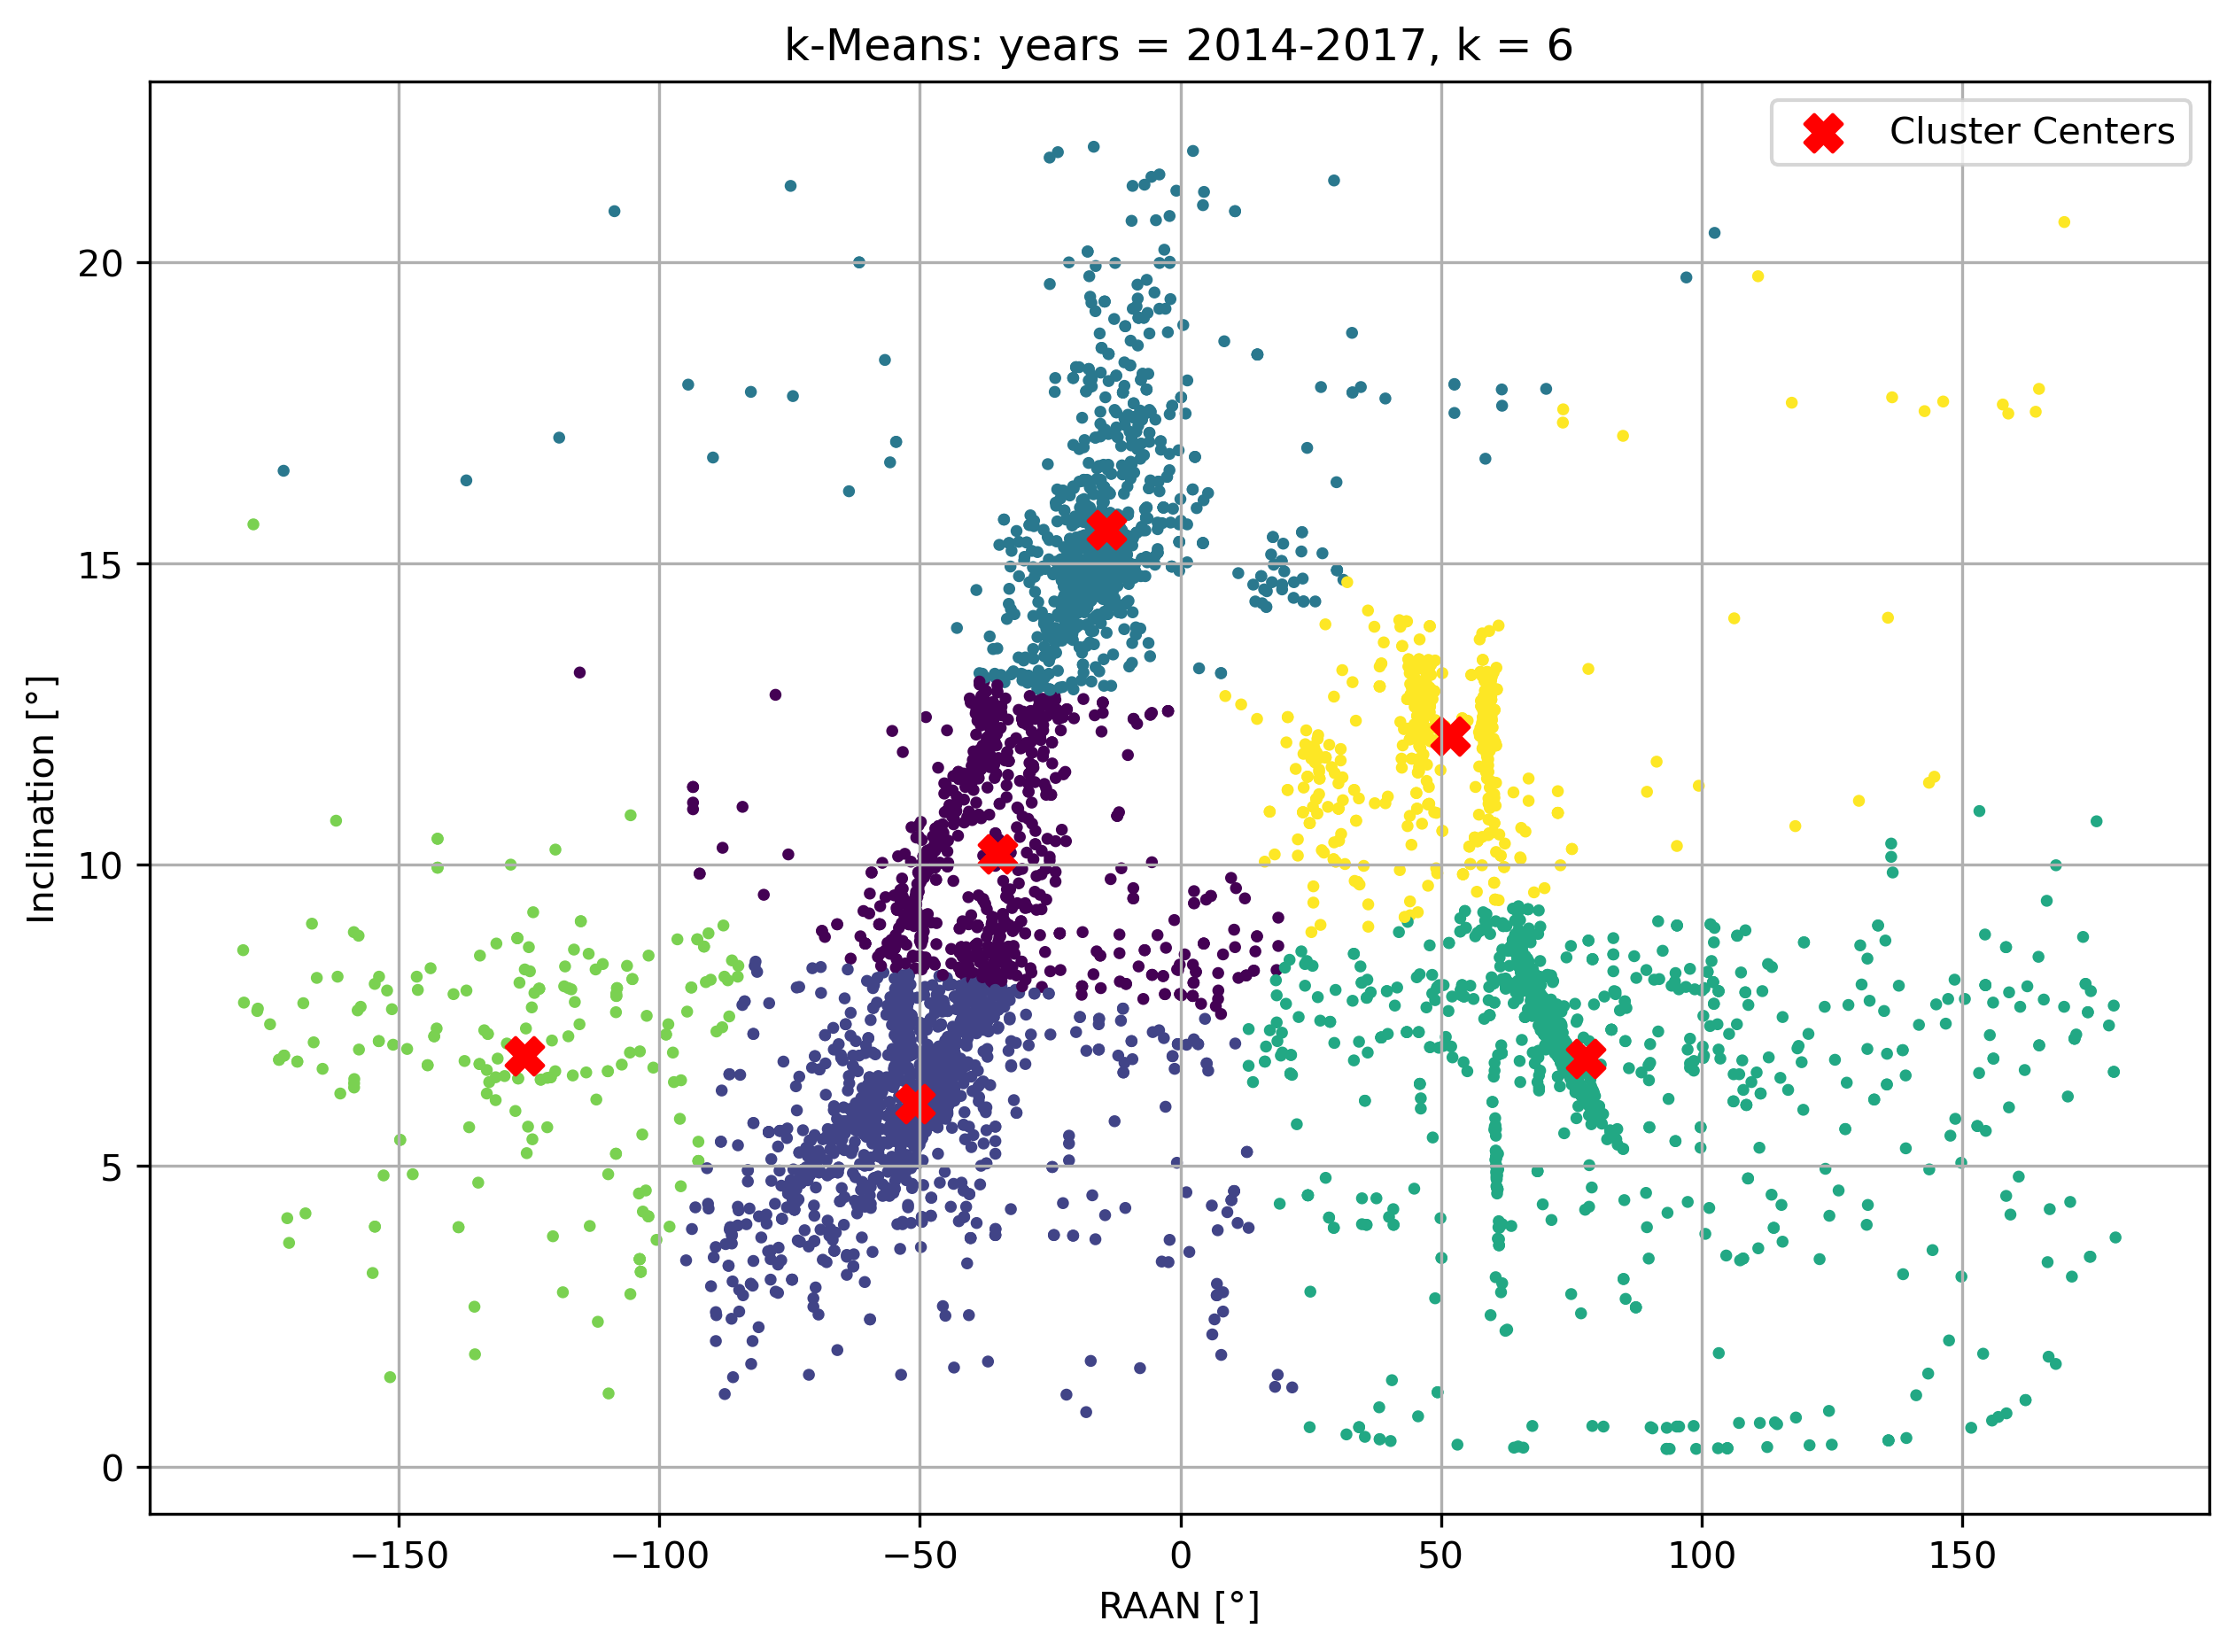 k-Means: years = 2014-2017, k = 6
Cluster Centers
20
15
10
5
0
Inclination [°]
−150 −100 −50 0 50 100 150
RAAN [°]